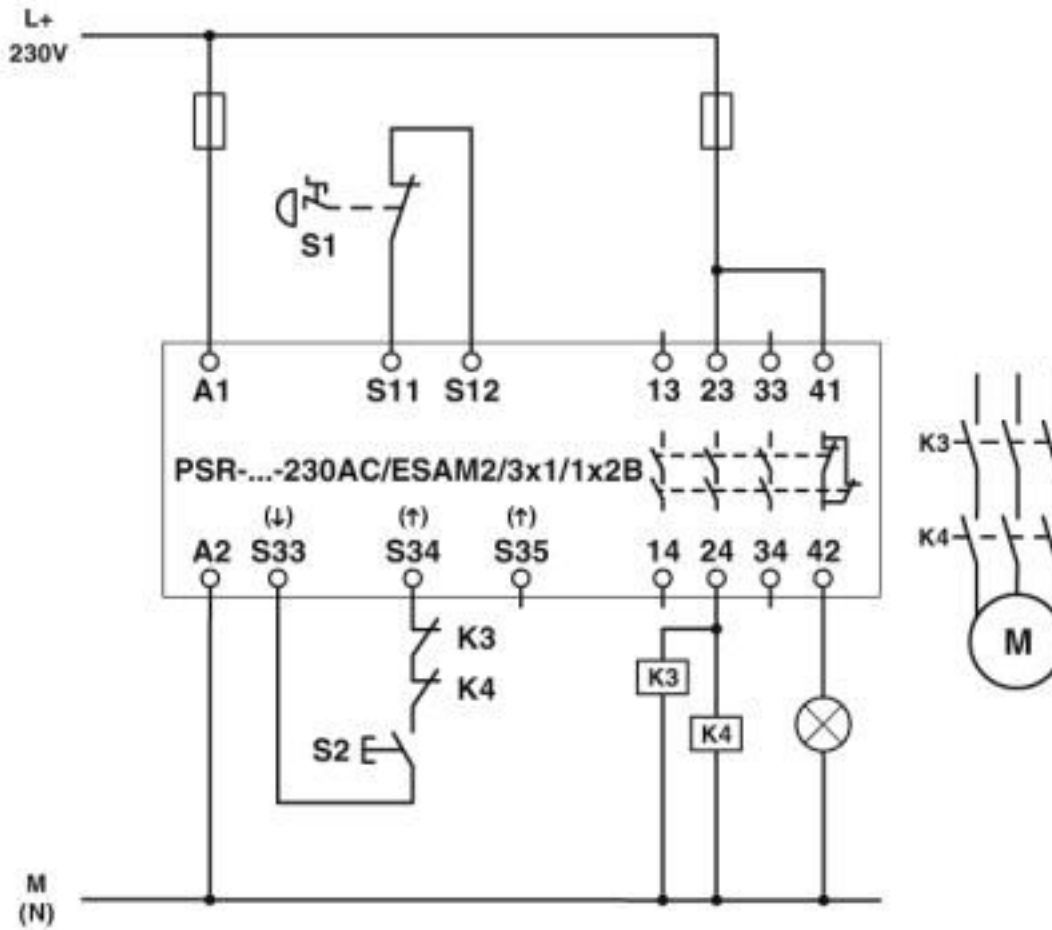 L+
230V
S1
A1 S11 S12 13 23 33 41
PSR-...-230AC/ESAM2/3x1/1x2B
(↓) (↑) (↑)
A2 S33 S34 S35 14 24 34 42
K3
K4
S2
K3
K4
K3
K4
M
M
(N)